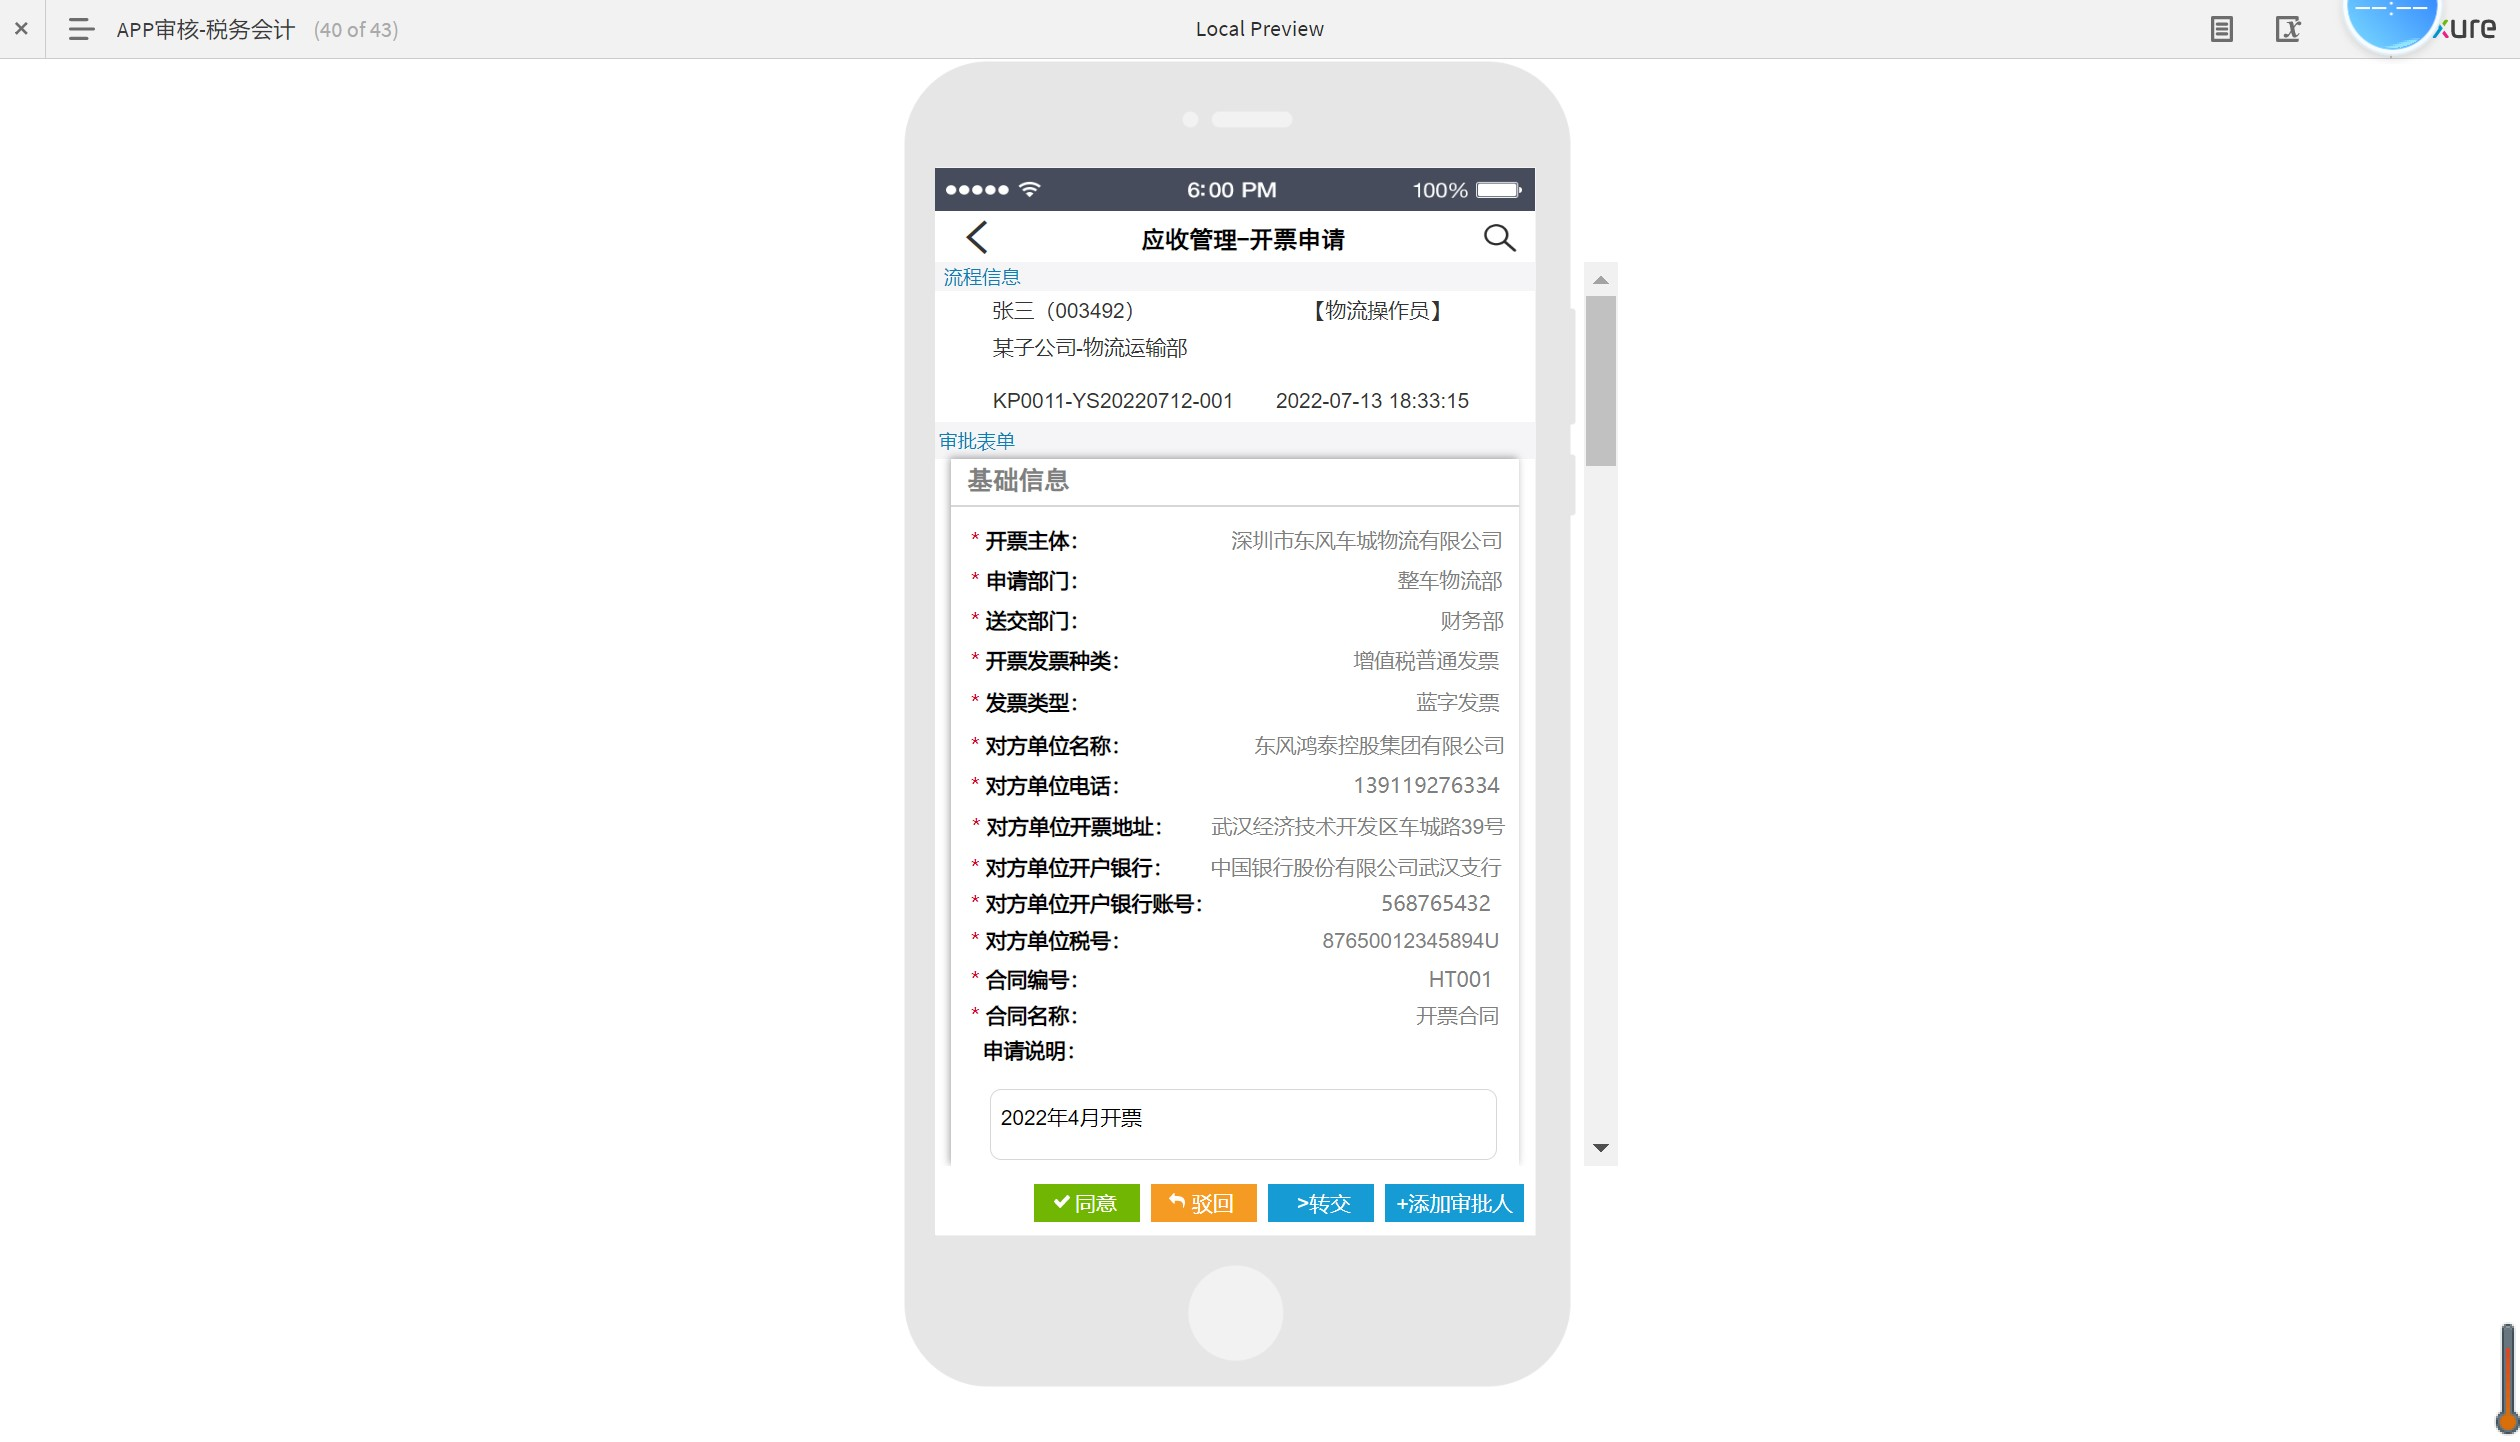 APP审核-税务会计 (40 of 43)
Local Preview
xure
6:00 PM
100%
应收管理-开票申请
流程信息
张三（003492）
【物流操作员】
某子公司-物流运输部
KP0011-YS20220712-001
2022-07-13 18:33:15
审批表单
基础信息
* 开票主体： 深圳市东风车城物流有限公司
* 申请部门： 整车物流部
* 送交部门： 财务部
* 开票发票种类： 增值税普通发票
* 发票类型： 蓝字发票
* 对方单位名称： 东风鸿泰控股集团有限公司
* 对方单位电话： 139119276334
* 对方单位开票地址： 武汉经济技术开发区车城路39号
* 对方单位开户银行： 中国银行股份有限公司武汉支行
* 对方单位开户银行账号： 568765432
* 对方单位税号： 87650012345894U
* 合同编号： HT001
* 合同名称： 开票合同
申请说明：
2022年4月开票
同意
驳回
>转交
+添加审批人